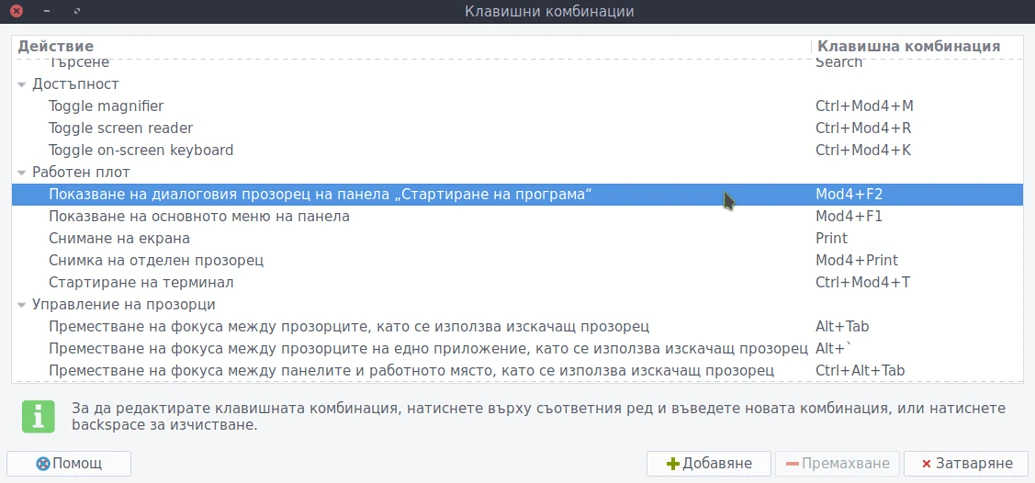 Клавишни комбинации
Действие Клавишна комбинация
Търсене Search
Достъпност
Toggle magnifier Ctrl+Mod4+M
Toggle screen reader Ctrl+Mod4+R
Toggle on-screen keyboard Ctrl+Mod4+K
Работен плот
Показване на диалоговия прозорец на панела „Стартиране на програма“ Mod4+F2
Показване на основното меню на панела Mod4+F1
Снимане на екрана Print
Снимка на отделен прозорец Mod4+Print
Стартиране на терминал Ctrl+Mod4+T
Управление на прозорци
Преместване на фокуса между прозорците, като се използва изскачащ прозорец Alt+Tab
Преместване на фокуса между прозорците на едно приложение, като се използва изскачащ прозорец Alt+`
Преместване на фокуса между панелите и работното място, като се използва изскачащ прозорец Ctrl+Alt+Tab
За да редактирате клавишната комбинация, натиснете върху съответния ред и въведете новата комбинация, или натиснете
backspace за изчистване.
Помощ Добавяне Премахване Затваряне